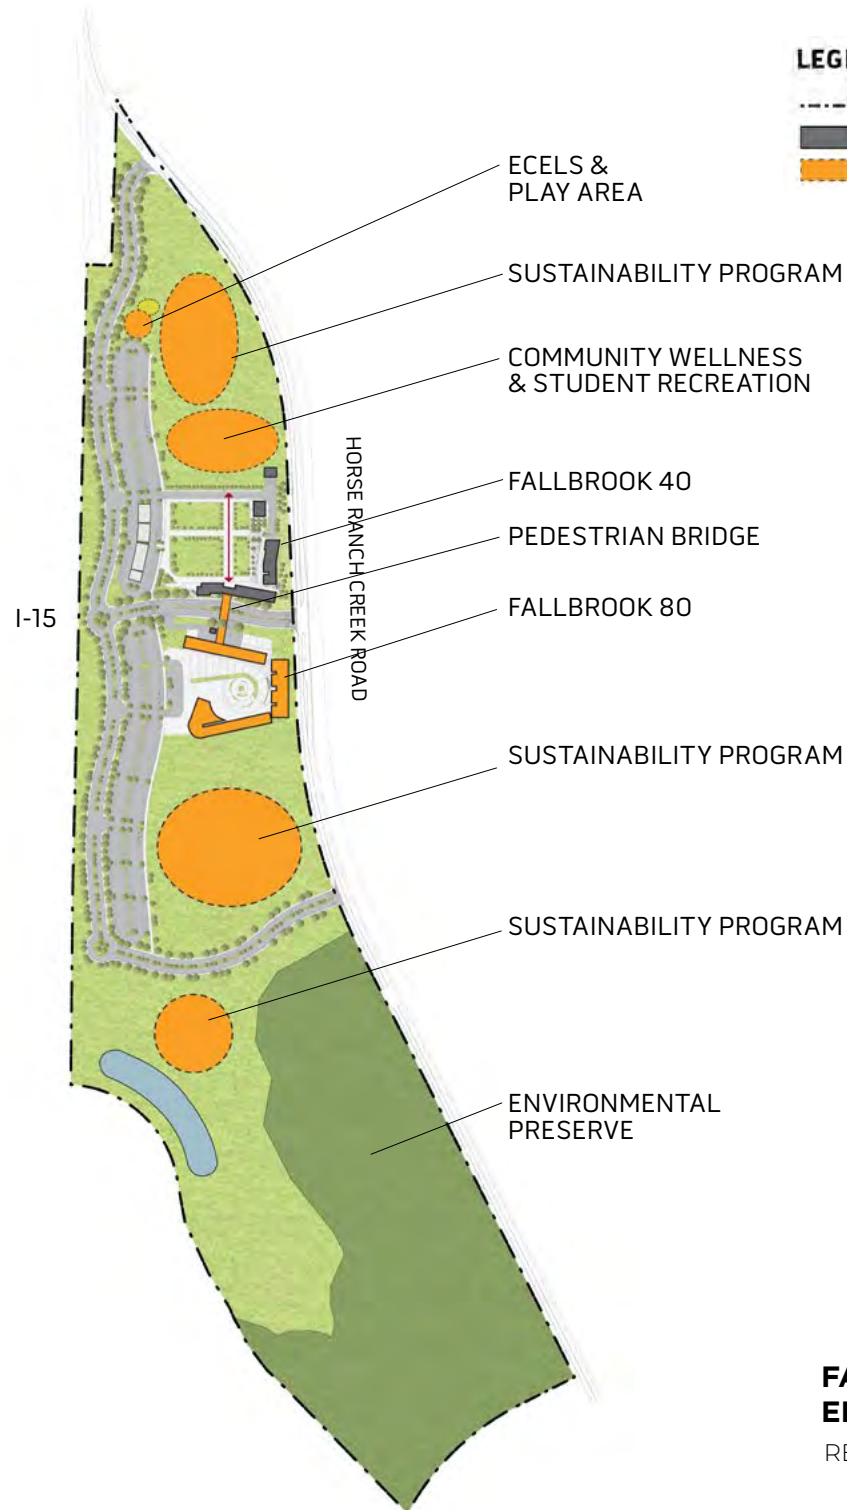 LEG
ECELS &
PLAY AREA
SUSTAINABILITY PROGRAM
COMMUNITY WELLNESS
& STUDENT RECREATION
HORSE RANCH CREEK ROAD
FALLBROOK 40
PEDESTRIAN BRIDGE
I-15
FALLBROOK 80
SUSTAINABILITY PROGRAM
SUSTAINABILITY PROGRAM
ENVIRONMENTAL
PRESERVE
FA
RE